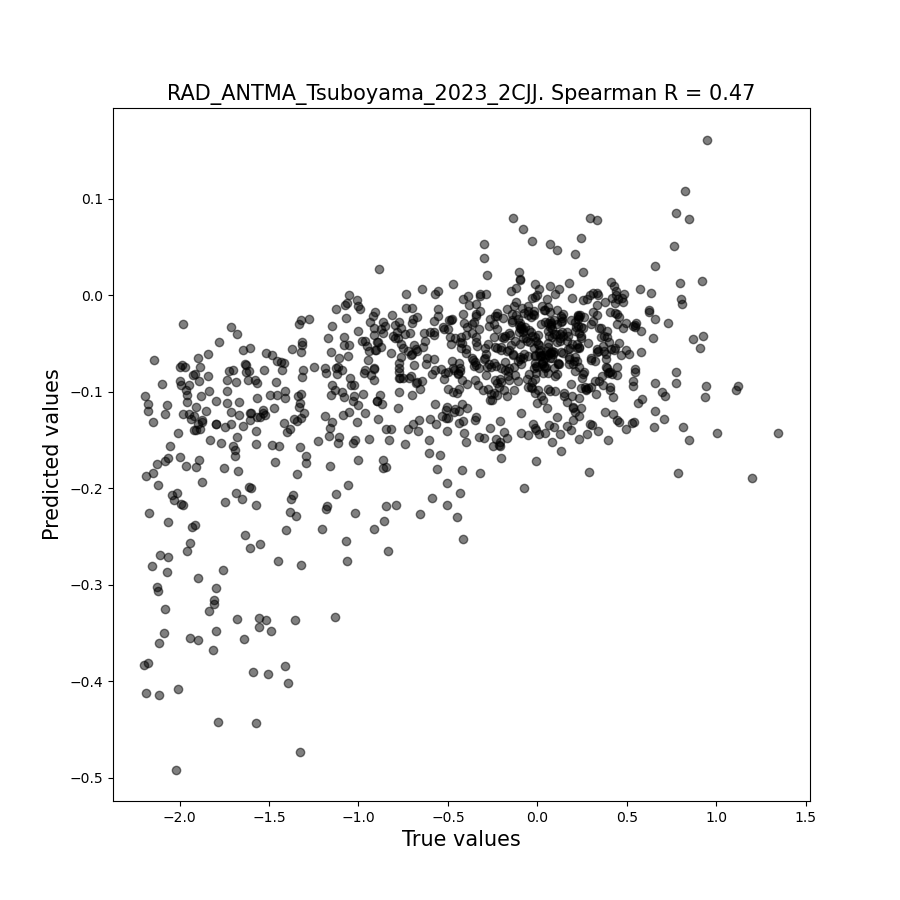 RAD_ANTMA_Tsuboyama_2023_2CJJ. Spearman R = 0.47
Predicted values
0.1
0.0
−0.1
−0.2
−0.3
−0.4
−0.5
−2.0 −1.5 −1.0 −0.5 0.0 0.5 1.0 1.5
True values